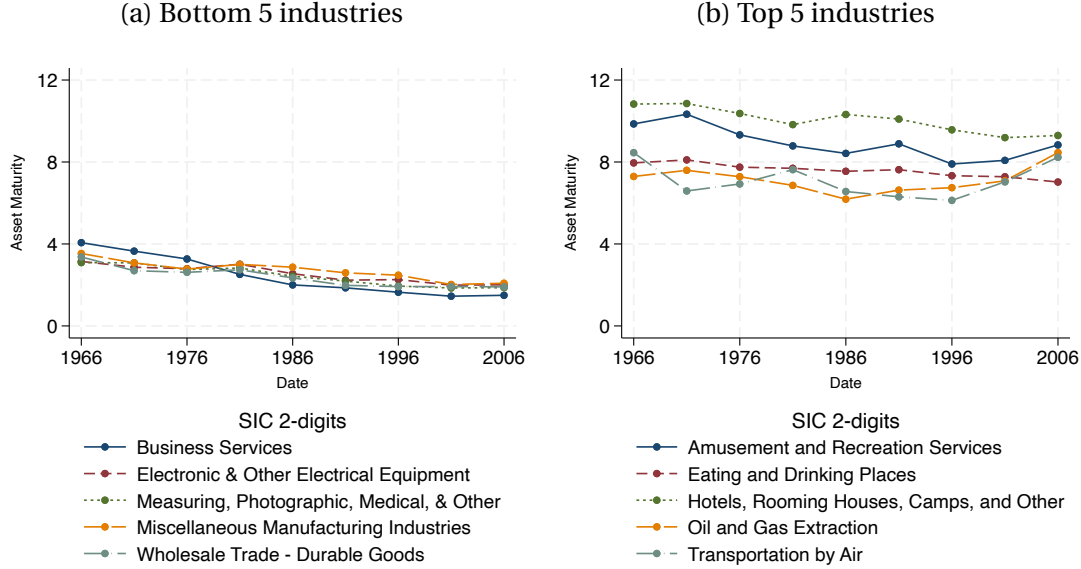 (a) Bottom 5 industries
12
8
4
0
Asset Maturity
1966 1976 1986 1996 2006
Date
SIC 2-digits
Business Services
Electronic & Other Electrical Equipment
Measuring, Photographic, Medical, & Other
Miscellaneous Manufacturing Industries
Wholesale Trade - Durable Goods
(b) Top 5 industries
12
8
4
0
Asset Maturity
1966 1976 1986 1996 2006
Date
SIC 2-digits
Amusement and Recreation Services
Eating and Drinking Places
Hotels, Rooming Houses, Camps, and Other
Oil and Gas Extraction
Transportation by Air